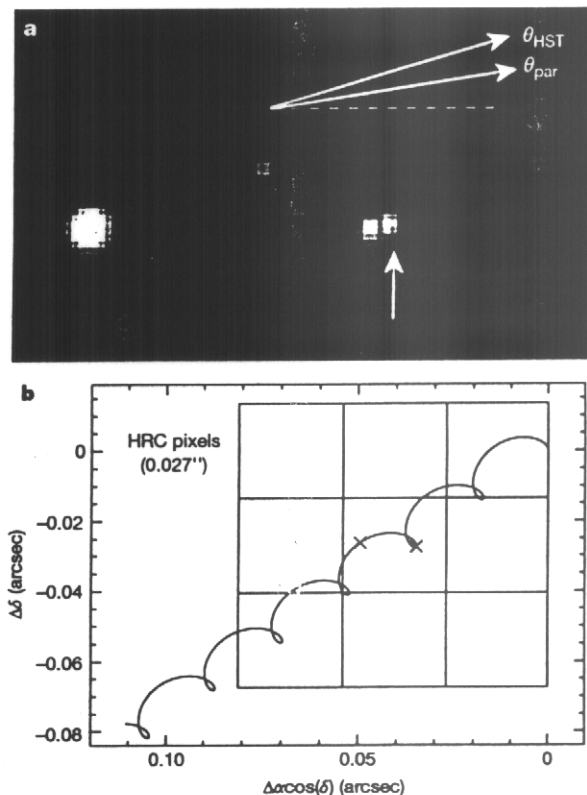 a
θHST
θpar
b
HRC pixels
(0.027")
0
−0.02
−0.04
−0.06
−0.08
Δδ (arcsec)
0.10
0.05
0
Δαcos(δ) (arcsec)